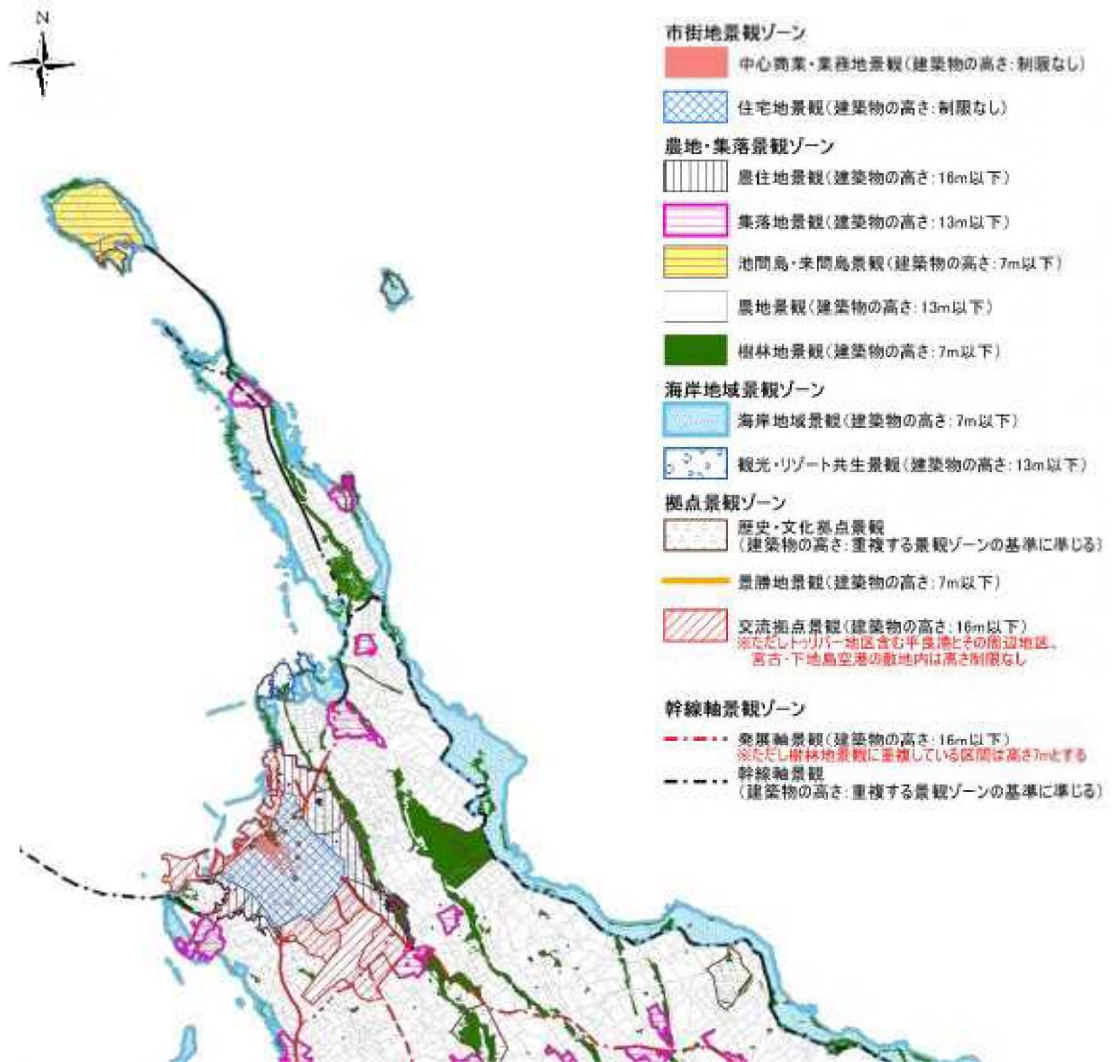 N
市街地景観ゾーン
中心商業・業務地景観(建築物の高さ:制限なし)
住宅地景観(建築物の高さ:制限なし)
農地・集落景観ゾーン
農住地景観(建築物の高さ:16m以下)
集落地景観(建築物の高さ:13m以下)
池間島・来間島景観(建築物の高さ:7m以下)
農地景観(建築物の高さ:13m以下)
樹林地景観(建築物の高さ:7m以下)
海岸地域景観ゾーン
海岸地域景観(建築物の高さ:7m以下)
観光・リゾート共生景観(建築物の高さ:13m以下)
拠点景観ゾーン
歴史・文化拠点景観
(建築物の高さ:重複する景観ゾーンの基準に準じる)
景勝地景観(建築物の高さ:7m以下)
交流拠点景観(建築物の高さ:16m以下)
※ただしトゥリバー地区含む平良港とその周辺地区、
宮古・下地島空港の敷地内は高さ制限なし
幹線軸景観ゾーン
発展軸景観(建築物の高さ:16m以下)
※ただし樹林地景観に重複している区間は高さ7mとする
幹線軸景観
(建築物の高さ:重複する景観ゾーンの基準に準じる)